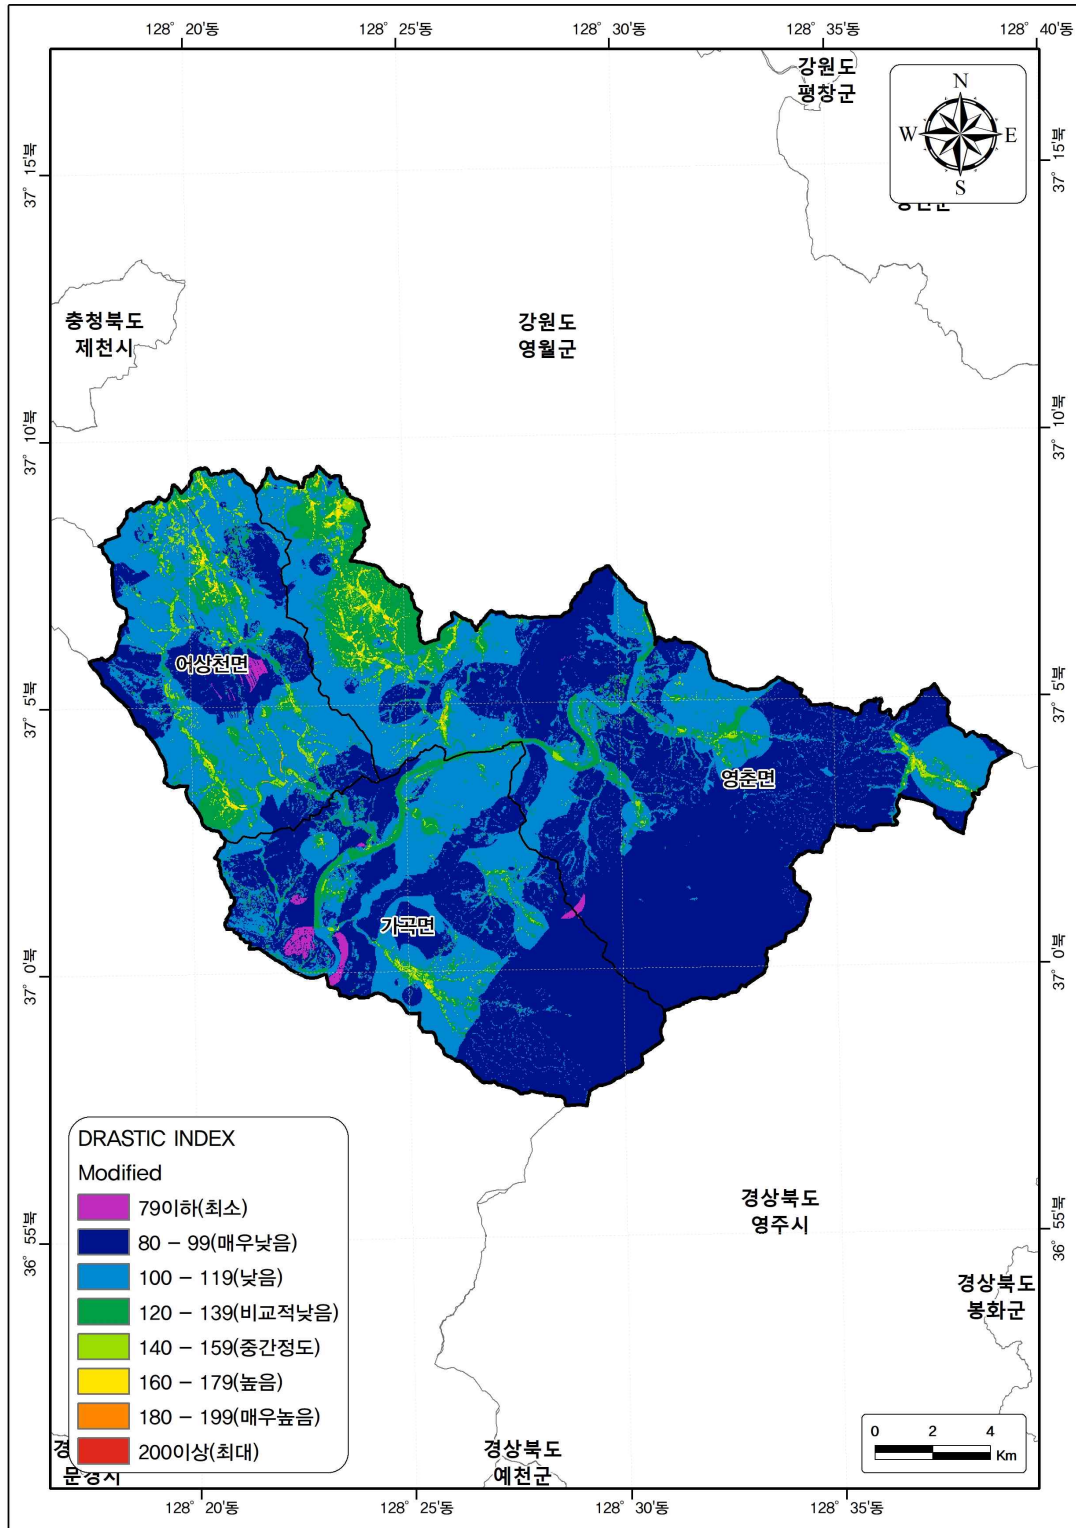 128° 20'동
128° 25'동
128° 30'동
128° 35'동
128° 40'동
강원도
평창군
N
W
E
S
37° 15'북
37° 15'북
충청북도
제천시
강원도
영월군
37° 10'북
37° 10'북
어상천면
37° 5'북
37° 5'북
영춘면
가곡면
37° 0'북
37° 0'북
DRASTIC INDEX
Modified
79이하(최소)
80 - 99(매우낮음)
100 - 119(낮음)
120 - 139(비교적낮음)
140 - 159(중간정도)
160 - 179(높음)
180 - 199(매우높음)
200이상(최대)
36° 55'북
36° 55'북
경상북도
영주시
경상북도
봉화군
0 2 4
Km
경상북도
예천군
경
문경시
128° 20'동
128° 25'동
128° 30'동
128° 35'동